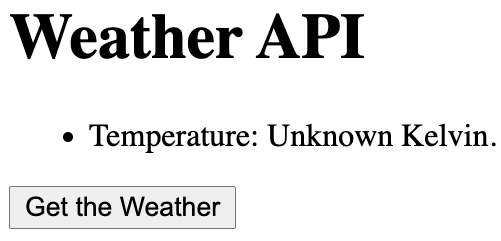 Weather API
• Temperature: Unknown Kelvin.
Get the Weather